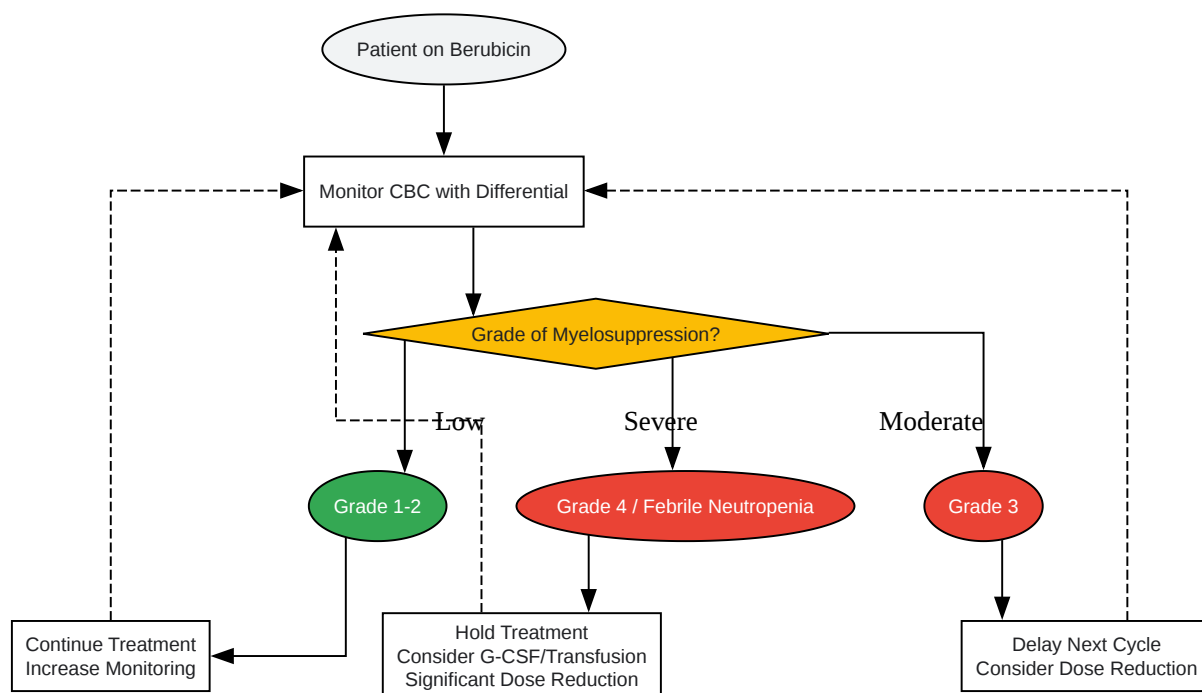 Patient on Berubicin
Monitor CBC with Differential
Grade of Myelosuppression?
Low
Severe
Moderate
Grade 1-2
Grade 4 / Febrile Neutropenia
Grade 3
Continue Treatment
Increase Monitoring
Hold Treatment
Consider G-CSF/Transfusion
Significant Dose Reduction
Delay Next Cycle
Consider Dose Reduction